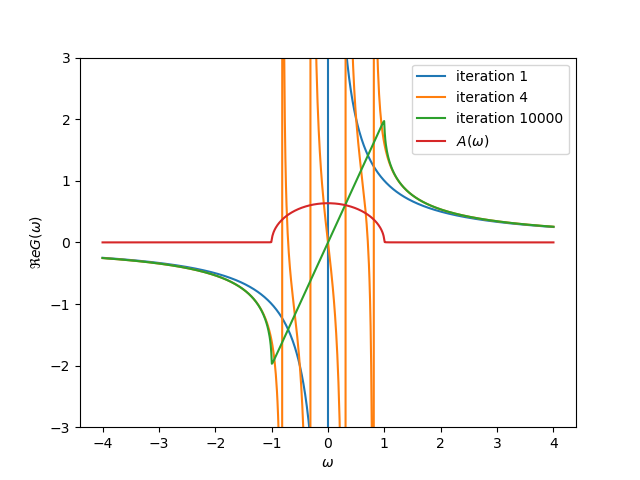 3
2
1
0
−1
−2
−3
−4
−3
−2
−1
0
1
2
3
4
ω
ℜeG(ω)
iteration 1
iteration 4
iteration 10000
A(ω)